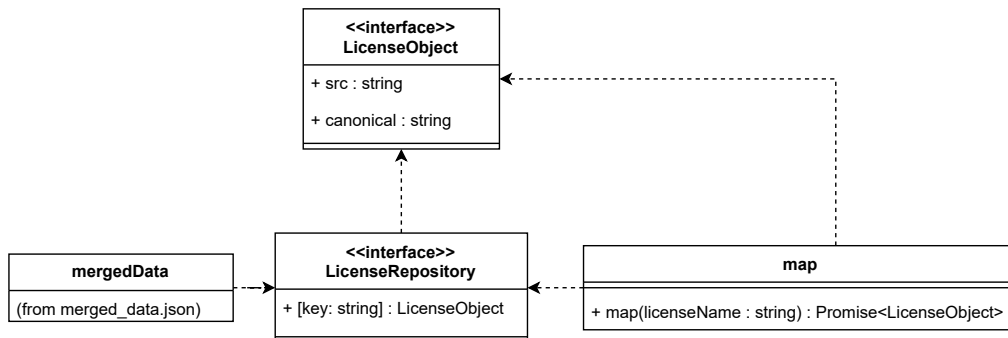 <<interface>>
LicenseObject
+ src : string
+ canonical : string
<<interface>>
LicenseRepository
+ [key: string] : LicenseObject
mergedData
(from merged_data.json)
map
+ map(licenseName : string) : Promise<LicenseObject>